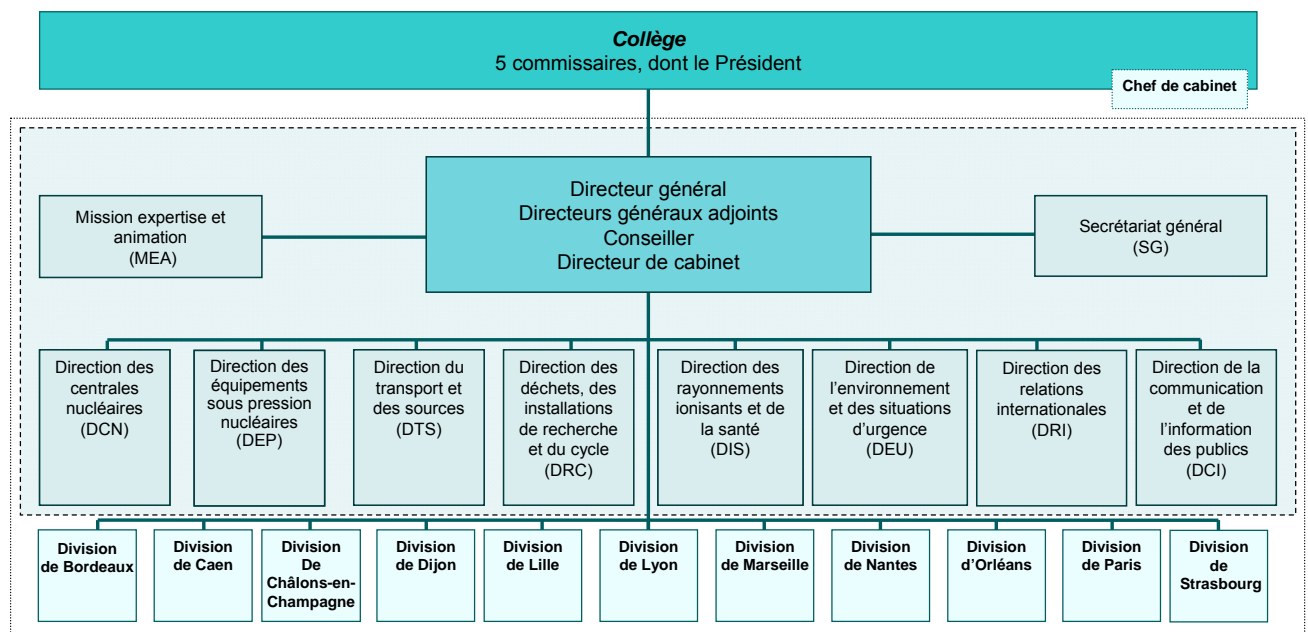 Collège
5 commissaires, dont le Président
Chef de cabinet
Directeur général
Directeurs généraux adjoints
Conseiller
Directeur de cabinet
Mission expertise et
animation
(MEA)
Secrétariat général
(SG)
Direction des
centrales
nucléaires
(DCN)
Direction des
équipements
sous pression
nucléaires
(DEP)
Direction du
transport et
des sources
(DTS)
Direction des
déchets, des
installations
de recherche
et du cycle
(DRC)
Direction des
rayonnements
ionisants et de
la santé
(DIS)
Direction de
l’environnement
et des situations
d’urgence
(DEU)
Direction des
relations
internationales
(DRI)
Direction de la
communication
et de
l’information
des publics
(DCI)
Division
de Bordeaux
Division
de Caen
Division
De
Châlons-en-
Champagne
Division
de Dijon
Division
de Lille
Division
de Lyon
Division
de Marseille
Division
de Nantes
Division
d’Orléans
Division
de Paris
Division
de
Strasbourg